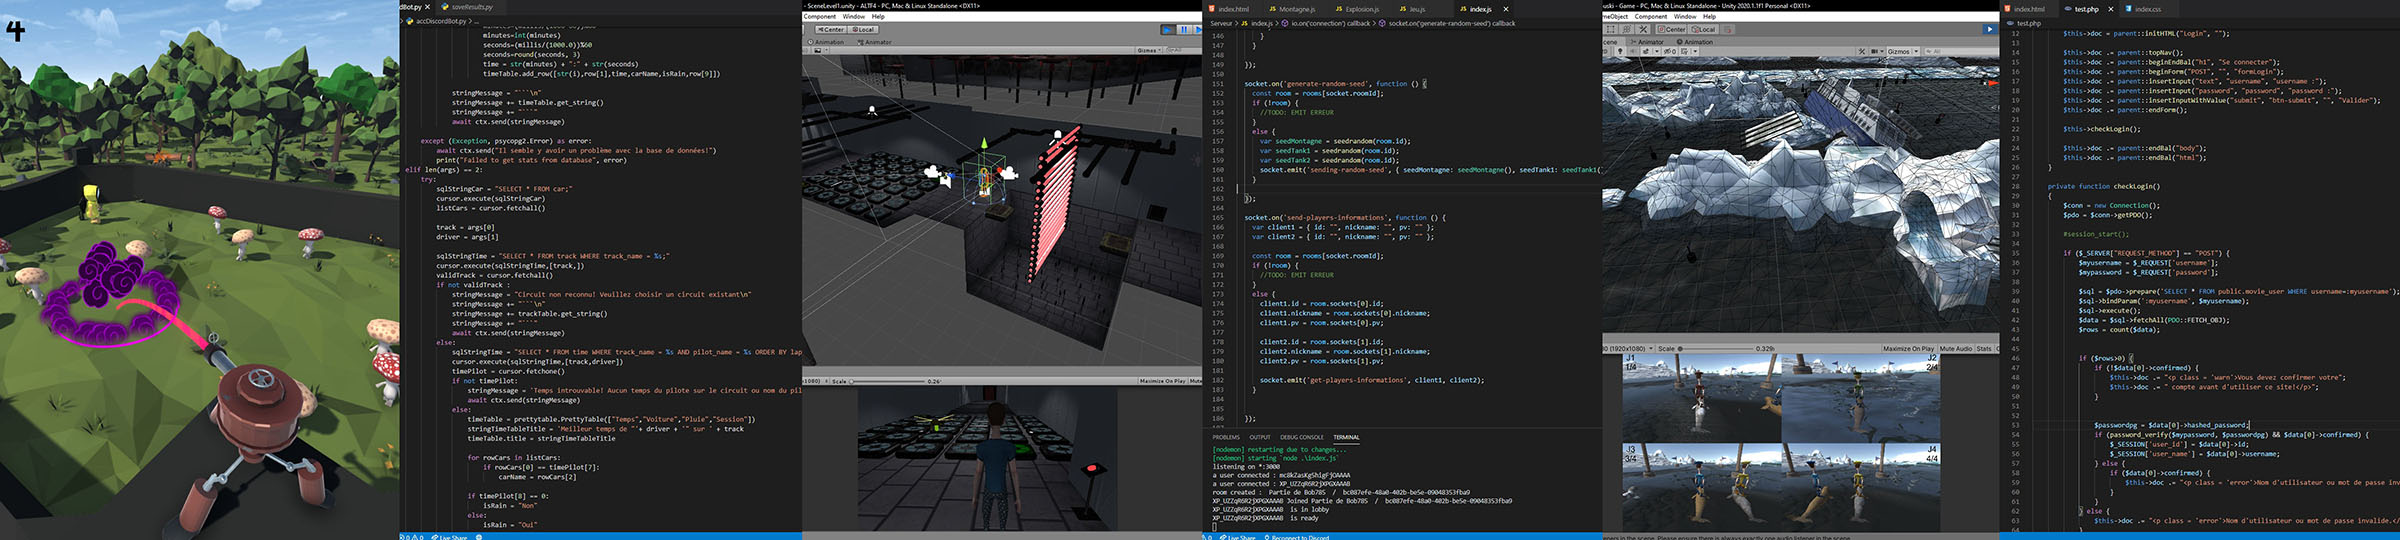 4
dBot.py
saveResults.py
accDiscordBot.py > ...
minutes=int(minutes)
seconds=(millis/(1000.0))%60
seconds=round(seconds, 3)
time = str(minutes) + ":" + str(seconds)
timeTable.add_row([str(i),row[1],time,carName,isRain,row[9]])
stringMessage = "```\n"
stringMessage += timeTable.get_string()
stringMessage += "```"
await ctx.send(stringMessage)
except (Exception, psycopg2.Error) as error:
await ctx.send("Il semble y avoir un problème avec la base de données!")
print("Failed to get stats from database", error)
elif len(args) == 2:
try:
sqlStringCar = "SELECT * FROM car;"
cursor.execute(sqlStringCar)
listCars = cursor.fetchall()
track = args[0]
driver = args[1]
sqlStringTime = "SELECT * FROM track WHERE track_name = %s;"
cursor.execute(sqlStringTime,[track,])
validTrack = cursor.fetchall()
if not validTrack :
stringMessage = "Circuit non reconnu! Veuillez choisir un circuit existant\n"
stringMessage += "```\n"
stringMessage += trackTable.get_string()
stringMessage += "```"
await ctx.send(stringMessage)
else:
sqlStringTime = "SELECT * FROM time WHERE track_name = %s AND pilot_name = %s ORDER BY lap
cursor.execute(sqlStringTime,[track,driver])
timePilot = cursor.fetchone()
if not timePilot:
stringMessage = 'Temps introuvable! Aucun temps du pilote sur le circuit ou nom du pil
await ctx.send(stringMessage)
else:
timeTable = prettytable.PrettyTable(["Temps","Voiture","Pluie","Session"])
stringTimeTableTitle = 'Meilleur temps de "'+ driver + '" sur ' + track
timeTable.title = stringTimeTableTitle
for rowCars in listCars:
if rowCars[0] == timePilot[7]:
carName = rowCars[2]
if timePilot[8] == 0:
isRain = "Non"
else:
isRain = "Oui"
0 0 Live Share
- SceneLevel1.unity - ALTF4 - PC, Mac & Linux Standalone <DX11>
Component Window Help
Center Local
Animation Animator
Gizmos
Scale 0.26 Maximize On Play Mute
index.html Montagne.js Explosion.js Jeu.js index.js
Serveur > index.js > io.on('connection') callback > socket.on('generate-random-seed') callback
146 }
147 }
148
149 });
150
151 socket.on('generate-random-seed', function () {
152 const room = rooms[socket.roomId];
153 if (!room) {
154 //TODO: EMIT ERREUR
155 }
156 else {
157 var seedMontagne = seedrandom(room.id);
158 var seedTank1 = seedrandom(room.id);
159 var seedTank2 = seedrandom(room.id);
160 socket.emit('sending-random-seed', { seedMontagne: seedMontagne(), seedTank1: seedTank1(
161 }
162
163 });
164
165 socket.on('send-players-informations', function () {
166 var client1 = { id: "", nickname: "", pv: "" };
167 var client2 = { id: "", nickname: "", pv: "" };
168
169 const room = rooms[socket.roomId];
170 if (!room) {
171 //TODO: EMIT ERREUR
172 }
173 else {
174 client1.id = room.sockets[0].id;
175 client1.nickname = room.sockets[0].nickname;
176 client1.pv = room.sockets[0].pv;
177
178 client2.id = room.sockets[1].id;
179 client2.nickname = room.sockets[1].nickname;
180 client2.pv = room.sockets[1].pv;
181
182 socket.emit('get-players-informations', client1, client2);
183 }
184
185
186 });
PROBLEMS OUTPUT DEBUG CONSOLE TERMINAL
[nodemon] restarting due to changes...
[nodemon] starting `node .\index.js`
listening on *:3000
a user connected :
a user connected : XP_UZZqR6R2jXPGXAAAB
room created : Partie de Bob785 / bc087efe-48a0-402b-be5e-09048353fba9
XP_UZZqR6R2jXPGXAAAB Joined Partie de Bob785 / bc087efe-48a0-402b-be5e-09048353fba9
XP_UZZqR6R2jXPGXAAAB is in lobby
XP_UZZqR6R2jXPGXAAAB is ready
0 Live Share Reconnect to Discord
uski - Game - PC, Mac & Linux Standalone - Unity 2020.1.1f1 Personal <DX11>
meObject Component Window Help
Center Local
cene Animator Animation
Gizmos
(1920x1080) Scale 0.329 Maximize On Play Mute Audio Stats
J1
1/4
J2
2/4
J3
3/4
J4
4/4
index.html test.php index.css
test.php
12 $this->doc = parent::initHTML("Login", "");
13
14 $this->doc .= parent::topNav();
15 $this->doc .= parent::beginEndBal("h1", "Se connecter");
16 $this->doc .= parent::beginForm("POST", "", "formLogin");
17 $this->doc .= parent::insertInput("text", "username", "username :");
18 $this->doc .= parent::insertInput("password", "password", "password :");
19 $this->doc .= parent::insertInputWithValue("submit", "btn-submit", "", "Valider");
20 $this->doc .= parent::endForm();
21
22 $this->checkLogin();
23
24 $this->doc .= parent::endBal("body");
25 $this->doc .= parent::endBal("html");
26 }
27
28 private function checkLogin()
29 {
30 $conn = new Connection();
31 $pdo = $conn->getPDO();
32
33 #session_start();
34
35 if ($_SERVER["REQUEST_METHOD"] == "POST") {
36 $myusername = $_REQUEST['username'];
37 $mypassword = $_REQUEST['password'];
38
39 $sql = $pdo->prepare('SELECT * FROM public.movie_user WHERE username=:myusername')
40 $sql->bindParam(':myusername', $myusername);
41 $sql->execute();
42 $data = $sql->fetchAll(PDO::FETCH_OBJ);
43 $rows = count($data);
44
45
46 if ($rows>0) {
47 if (!$data[0]->confirmed) {
48 $this->doc .= "<p class = 'warn'>Vous devez confirmer votre";
49 $this->doc .= " compte avant d'utiliser ce site!</p>";
50 }
51
52
53 $passwordpg = $data[0]->hashed_password;
54 if (password_verify($mypassword, $passwordpg) && $data[0]->confirmed) {
55 $_SESSION['user_id'] = $data[0]->id;
56 $_SESSION['user_name'] = $data[0]->username;
57 } else {
58 if ($data[0]->confirmed) {
59 $this->doc .= "<p class = 'error'>Nom d'utilisateur ou mot de passe inv
60 }
61 }
62 } else {
63 $this->doc .= "<p class = 'error'>Nom d'utilisateur ou mot de passe invalide.</
64